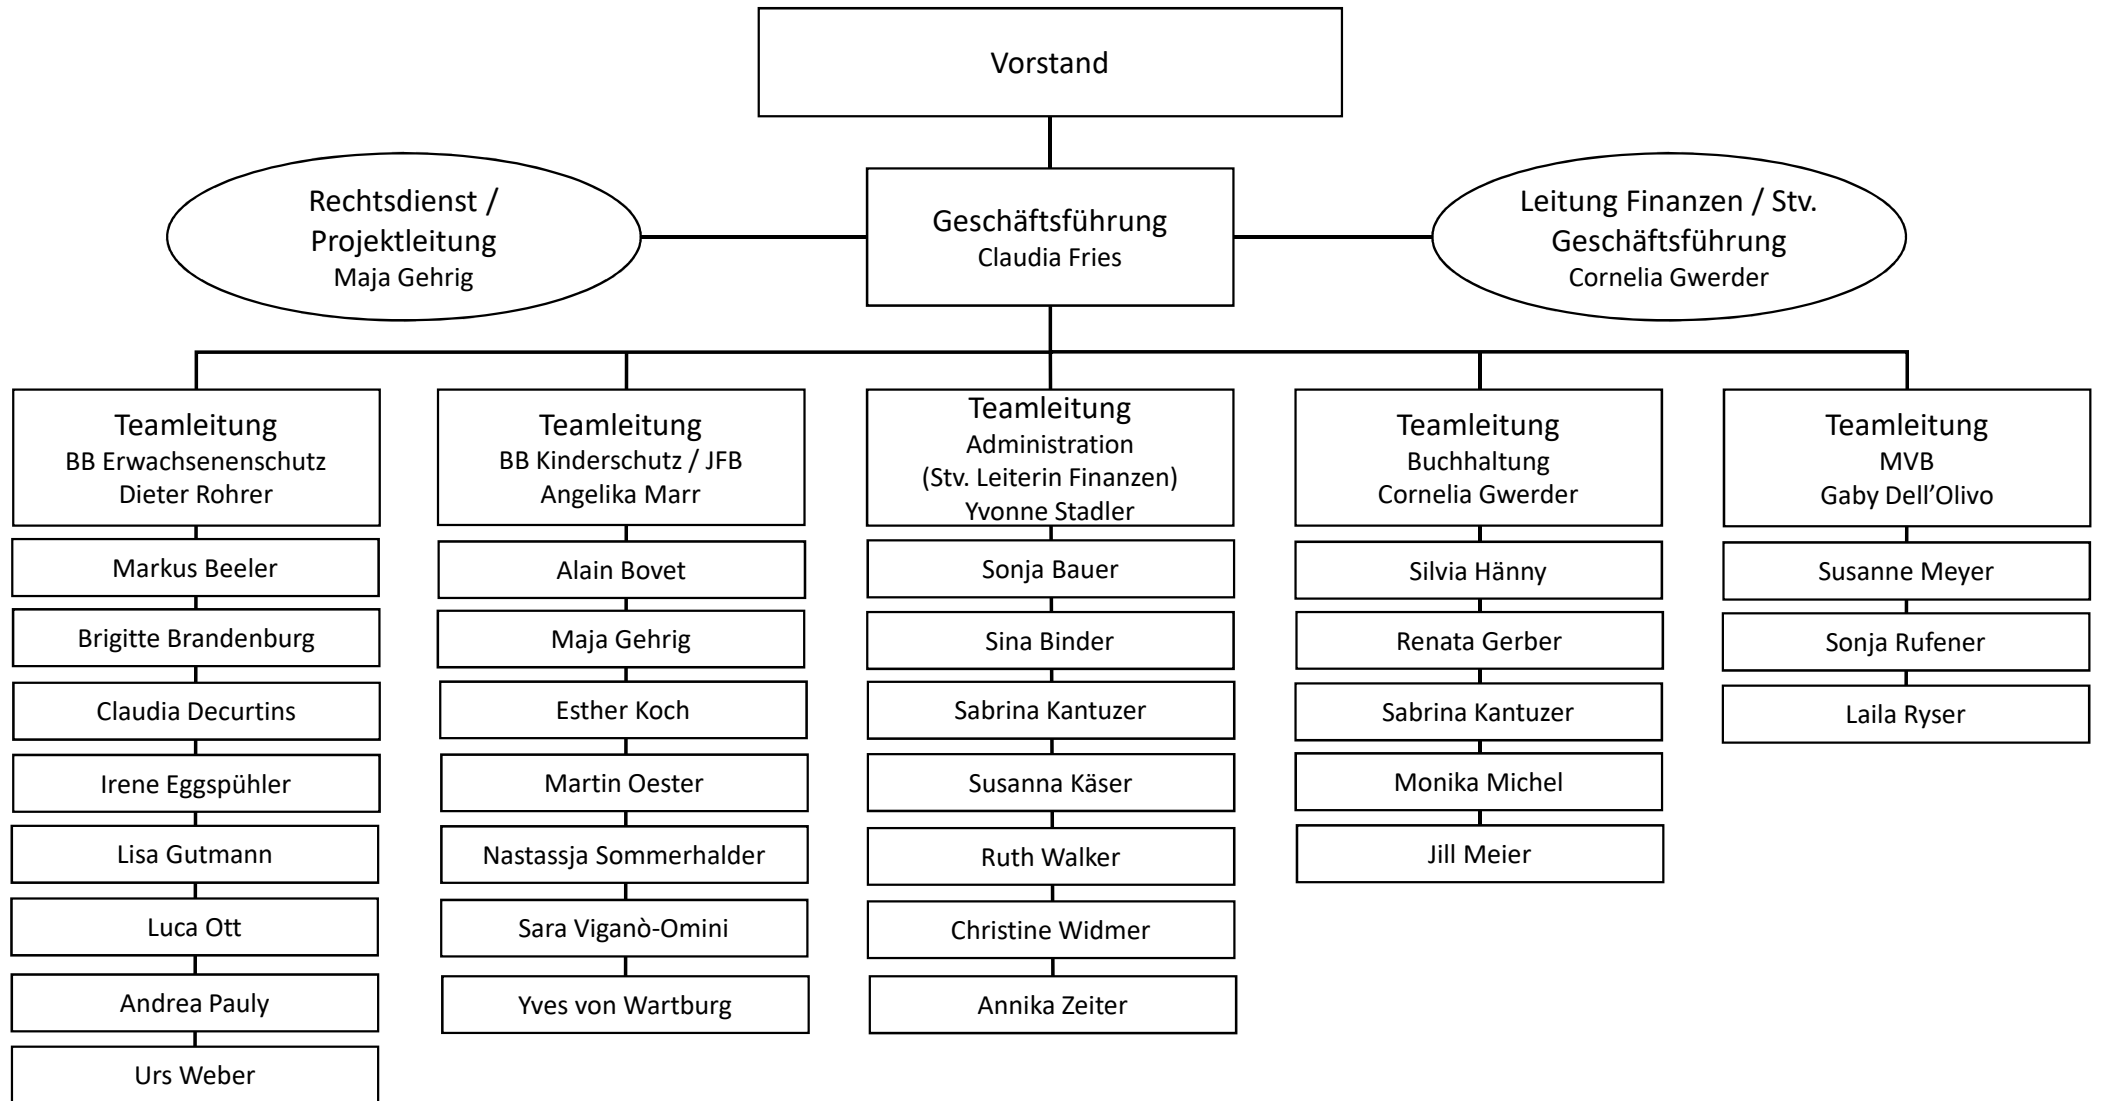 Vorstand
Rechtsdienst /
Projektleitung
Maja Gehrig
Geschäftsführung
Claudia Fries
Leitung Finanzen / Stv.
Geschäftsführung
Cornelia Gwerder
Teamleitung
BB Erwachsenenschutz
Dieter Rohrer
Markus Beeler
Brigitte Brandenburg
Claudia Decurtins
Irene Eggspühler
Lisa Gutmann
Luca Ott
Andrea Pauly
Urs Weber
Teamleitung
BB Kinderschutz / JFB
Angelika Marr
Alain Bovet
Maja Gehrig
Esther Koch
Martin Oester
Nastassja Sommerhalder
Sara Viganò-Omini
Yves von Wartburg
Teamleitung
Administration
(Stv. Leiterin Finanzen)
Yvonne Stadler
Sonja Bauer
Sina Binder
Sabrina Kantuzer
Susanna Käser
Ruth Walker
Christine Widmer
Annika Zeiter
Teamleitung
Buchhaltung
Cornelia Gwerder
Silvia Hänny
Renata Gerber
Sabrina Kantuzer
Monika Michel
Jill Meier
Teamleitung
MVB
Gaby Dell’Olivo
Susanne Meyer
Sonja Rufener
Laila Ryser